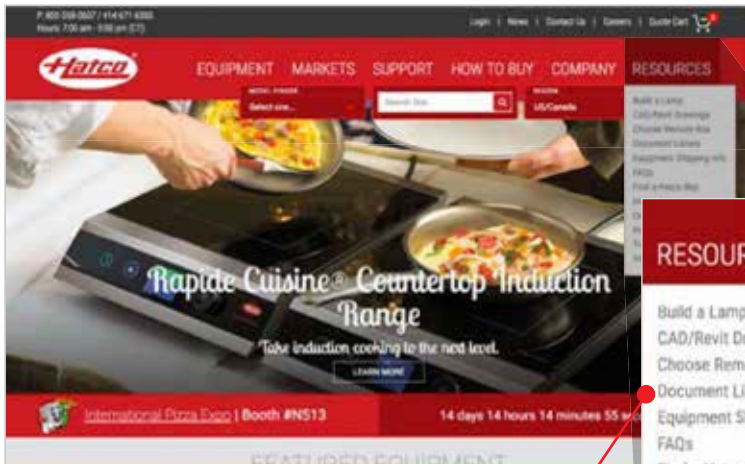 P: 800-558-0607 / 414-671-6350
Hours: 7:00 am - 5:00 pm (CT)
Login | News | Contact Us | Careers | Quote Cart
Hatco
EQUIPMENT MARKETS SUPPORT HOW TO BUY COMPANY RESOURCES
Select one...
Search Site...
REGION
US/Canada
Build a Lamp
CAD/Revit Drawings
Choose Remote Box
Document Library
Equipment Shipping Info
FAQs
Find a Hatco Rep
Rapide Cuisine® Countertop Induction
Range
Take induction cooking to the next level.
LEARN MORE
International Pizza Expo | Booth #NS13
14 days 14 hours 14 minutes 55
FEATURED EQUIPMENT
RESOUR
Build a Lamp
CAD/Revit Dr
Choose Rem
Document Li
Equipment S
FAQs